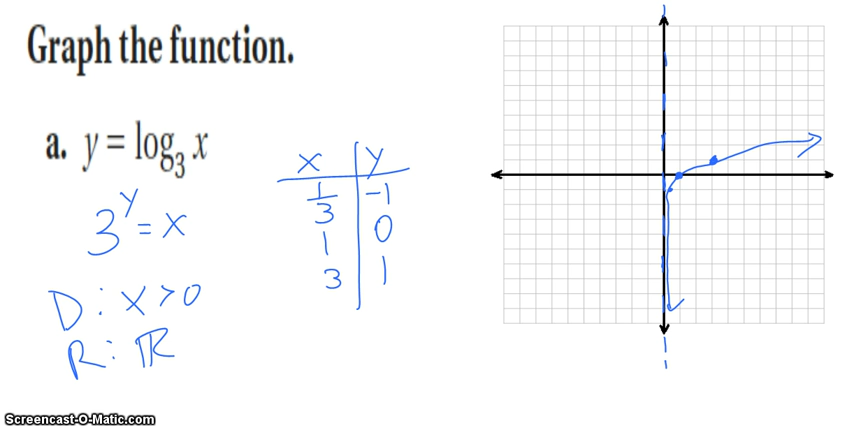 Graph the function.
a. y = log₃ x
3^y = x
D: x > 0
R: ℝ
x | y
1/3 | -1
1 | 0
3 | 1
Screencast-O-Matic.com